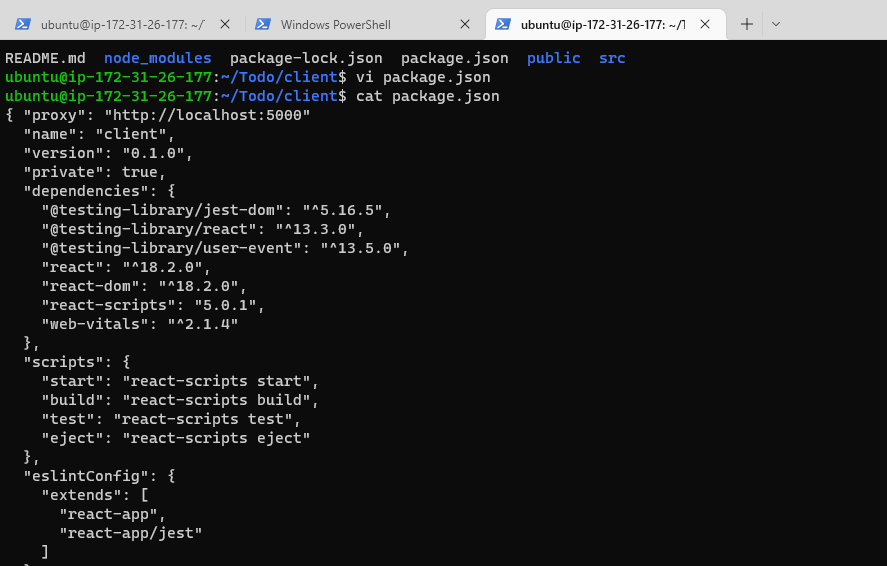 ubuntu@ip-172-31-26-177: ~/T
Windows PowerShell
ubuntu@ip-172-31-26-177: ~/T
README.md  node_modules  package-lock.json  package.json  public  src
ubuntu@ip-172-31-26-177:~/Todo/client$ vi package.json
ubuntu@ip-172-31-26-177:~/Todo/client$ cat package.json
{ "proxy": "http://localhost:5000"
  "name": "client",
  "version": "0.1.0",
  "private": true,
  "dependencies": {
    "@testing-library/jest-dom": "^5.16.5",
    "@testing-library/react": "^13.3.0",
    "@testing-library/user-event": "^13.5.0",
    "react": "^18.2.0",
    "react-dom": "^18.2.0",
    "react-scripts": "5.0.1",
    "web-vitals": "^2.1.4"
  },
  "scripts": {
    "start": "react-scripts start",
    "build": "react-scripts build",
    "test": "react-scripts test",
    "eject": "react-scripts eject"
  },
  "eslintConfig": {
    "extends": [
      "react-app",
      "react-app/jest"
    ]